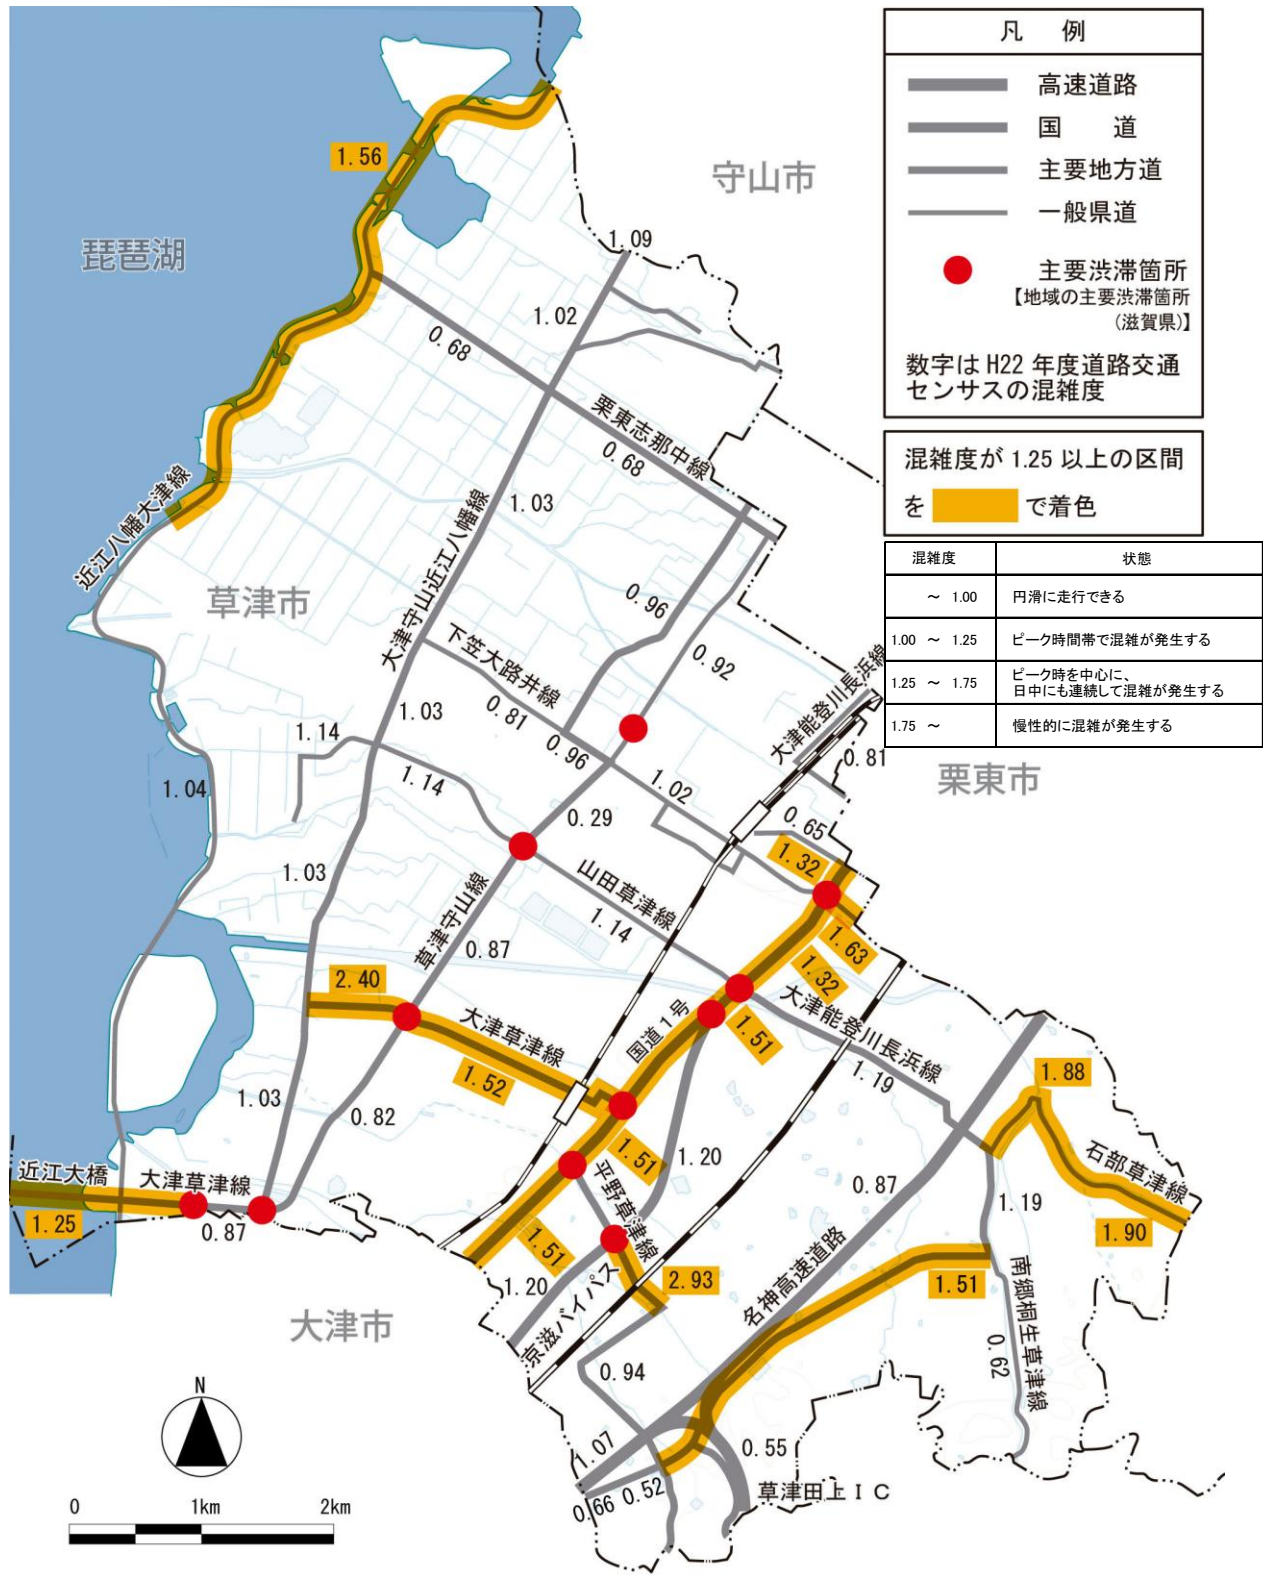 凡 例
高速道路
国 道
主要地方道
一般県道
主要渋滞箇所
【地域の主要渋滞箇所
(滋賀県)】
数字は H22 年度道路交通
センサスの混雑度
混雑度が 1.25 以上の区間
を で着色
混雑度 状態
～ 1.00 円滑に走行できる
1.00 ～ 1.25 ピーク時間帯で混雑が発生する
1.25 ～ 1.75 ピーク時を中心に、
日中にも連続して混雑が発生する
1.75 ～ 慢性的に混雑が発生する
1.56
守山市
琵琶湖
1.09
1.02
0.68
栗東志那中線
0.68
1.03
近江八幡大津線
大津守山近江八幡線
草津市
0.96
下笠大路井線
0.92
大津能登川長浜線
0.81
栗東市
1.03
0.81
0.96
1.14
1.14
1.02
1.04
0.29
0.65
1.32
1.03
山田草津線
草津守山線
1.14
0.87
1.63
1.32
2.40
大津草津線
国道1号
1.51
大津能登川長浜線
1.52
1.19
1.88
1.03
0.82
1.51
1.20
石部草津線
近江大橋
大津草津線
1.25
0.87
平野草津線
0.87
1.19
1.90
1.51
1.20
京滋バイパス
2.93
名神高速道路
1.51
南郷桐生草津線
大津市
0.94
0.62
N
1.07
0.55
0.66
0.52
草津田上ＩＣ
0 1km 2km